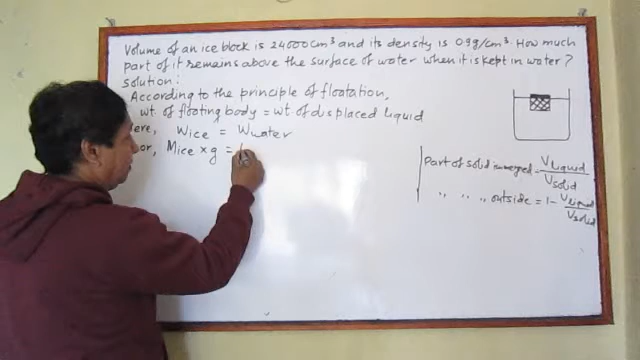 Volume of an ice block is 24000cm³ and its density is 0.9g/cm³. How much
part of it remains above the surface of water when it is kept in water?
solution:
According to the principle of flotation,
wt of floating body = wt of displaced liquid
Here, Wice = Wwater
or, Mice × g =
Part of solid immerged = Vliquid/Vsolid
" " " outside = 1 - Vliquid/Vsolid